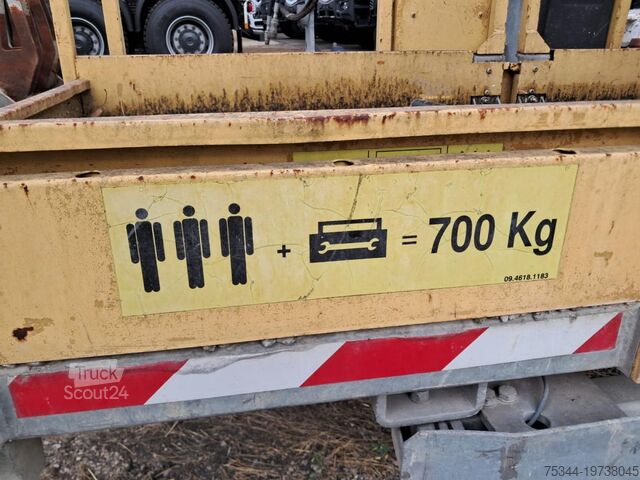 + = 700 Kg
09.4618.1183
Truck
Scout24
75344-19738045